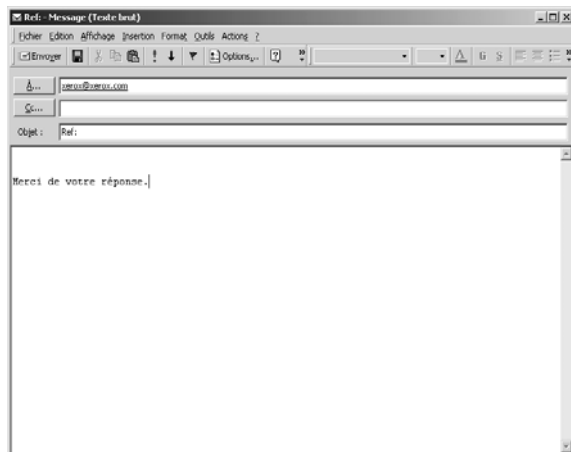 Ref: - Message (Texte brut)
Fichier Edition Affichage Insertion Format Outils Actions ?
Envoyer Options...
À...
xerox@xerox.com
Cc...
Objet : Ref:
Merci de votre réponse.